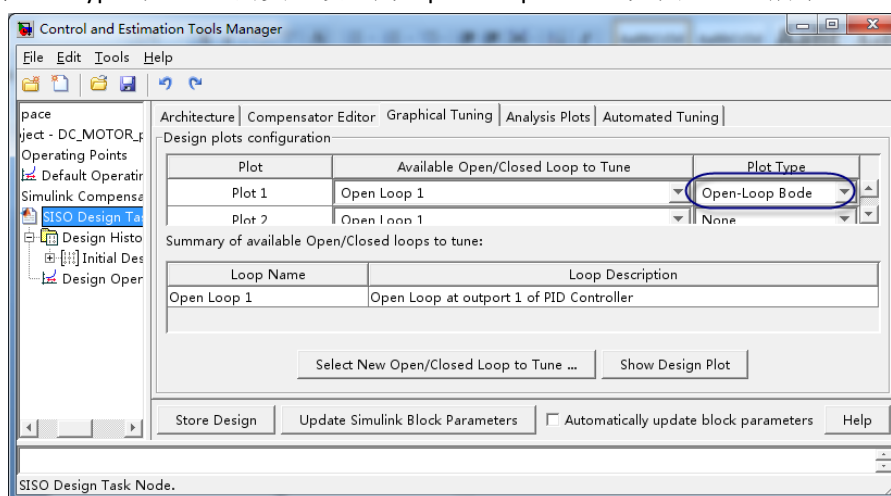 Control and Estimation Tools Manager
File Edit Tools Help
pace
ject - DC_MOTOR_p
Operating Points
Default Operatir
Simulink Compensa
SISO Design Ta
Design Histo
Initial Des
Design Oper
Architecture Compensator Editor Graphical Tuning Analysis Plots Automated Tuning
Design plots configuration
Plot Available Open/Closed Loop to Tune Plot Type
Plot 1 Open Loop 1 Open-Loop Bode
Plot 2 Open Loop 1 None
Summary of available Open/Closed loops to tune:
Loop Name Loop Description
Open Loop 1 Open Loop at outport 1 of PID Controller
Select New Open/Closed Loop to Tune ... Show Design Plot
Store Design Update Simulink Block Parameters Automatically update block parameters Help
SISO Design Task Node.